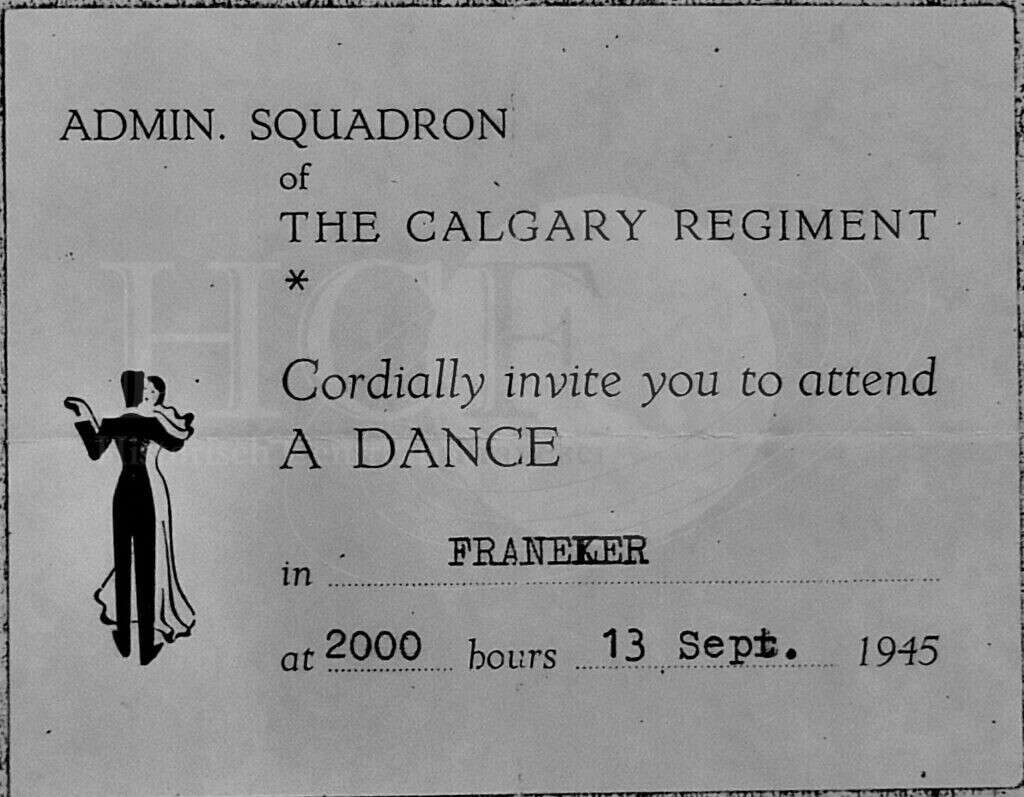 ADMIN. SQUADRON
of
THE CALGARY REGIMENT
*
Cordially invite you to attend
A DANCE
in FRANEKER
at 2000 hours 13 Sept. 1945
HCF